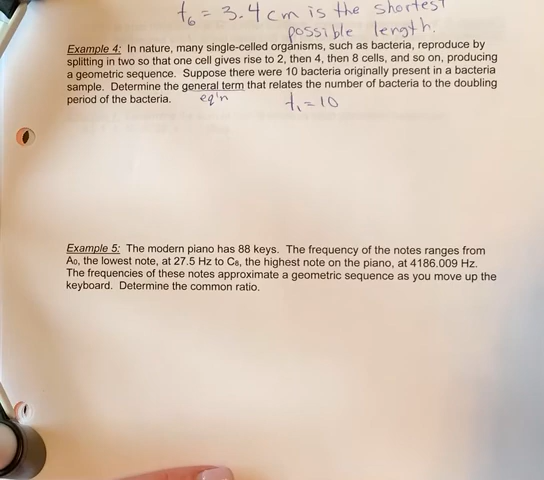 t₆ = 3.4 cm is the shortest
possible length.
Example 4: In nature, many single-celled organisms, such as bacteria, reproduce by
splitting in two so that one cell gives rise to 2, then 4, then 8 cells, and so on, producing
a geometric sequence. Suppose there were 10 bacteria originally present in a bacteria
sample. Determine the general term that relates the number of bacteria to the doubling
period of the bacteria.
eq'n t₁ = 10
Example 5: The modern piano has 88 keys. The frequency of the notes ranges from
A₀, the lowest note, at 27.5 Hz to C₈, the highest note on the piano, at 4186.009 Hz.
The frequencies of these notes approximate a geometric sequence as you move up the
keyboard. Determine the common ratio.